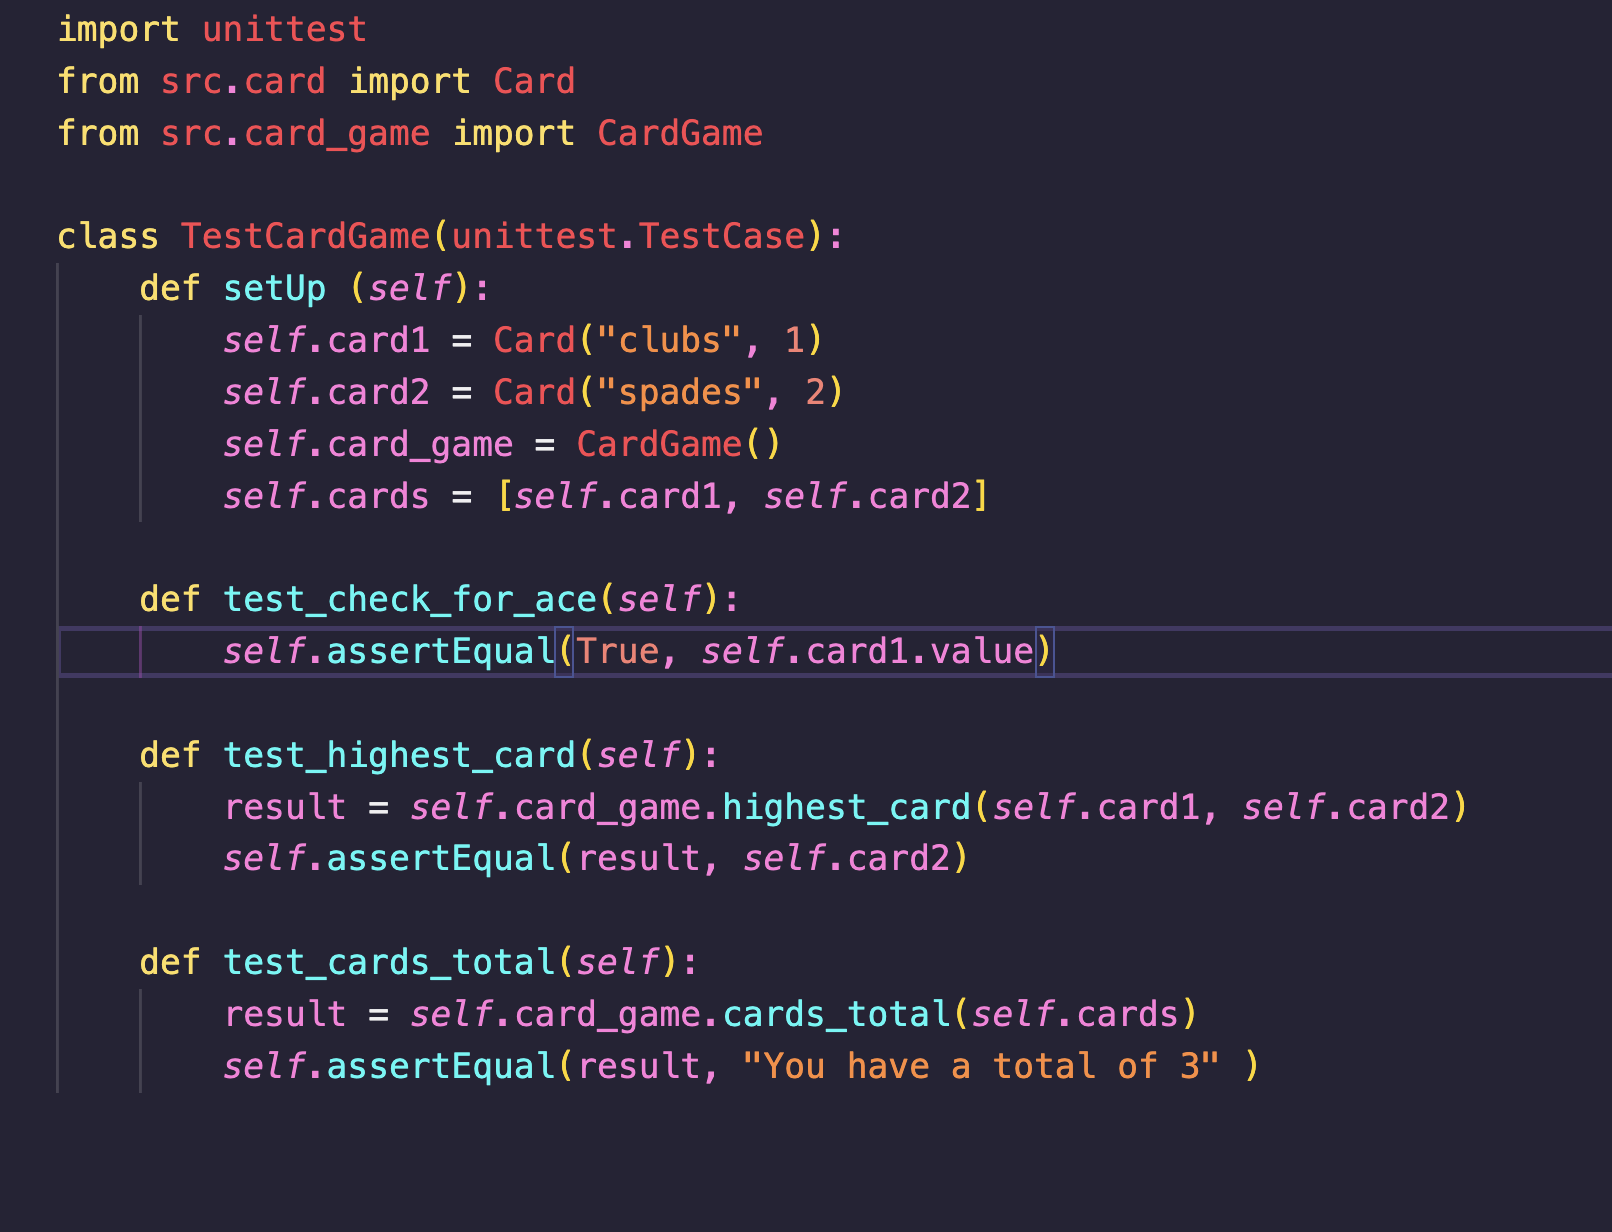 import unittest
from src.card import Card
from src.card_game import CardGame
class TestCardGame(unittest.TestCase):
    def setUp (self):
        self.card1 = Card("clubs", 1)
        self.card2 = Card("spades", 2)
        self.card_game = CardGame()
        self.cards = [self.card1, self.card2]
    def test_check_for_ace(self):
        self.assertEqual(True, self.card1.value)
    def test_highest_card(self):
        result = self.card_game.highest_card(self.card1, self.card2)
        self.assertEqual(result, self.card2)
    def test_cards_total(self):
        result = self.card_game.cards_total(self.cards)
        self.assertEqual(result, "You have a total of 3" )